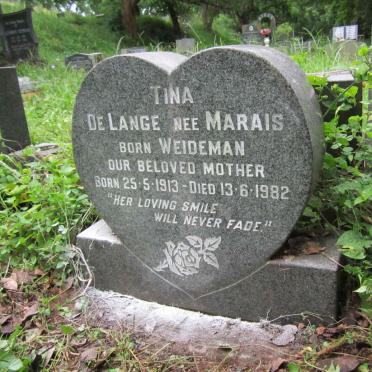 TINA
DE LANGE NEE MARAIS
BORN WEIDEMAN
OUR BELOVED MOTHER
BORN 25·5·1913 - DIED 13·6·1982
"HER LOVING SMILE
WILL NEVER FADE"